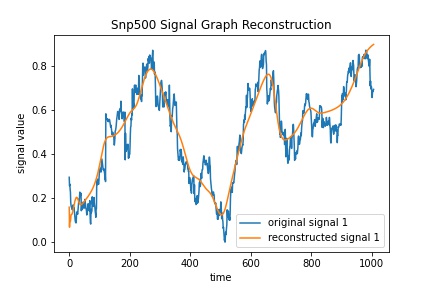 Snp500 Signal Graph Reconstruction
signal value
0.8
0.6
0.4
0.2
0.0
original signal 1
reconstructed signal 1
0 200 400 600 800 1000
time